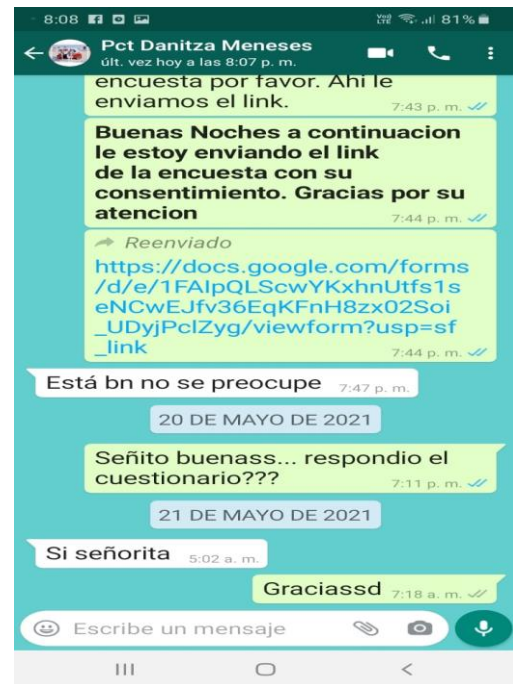 8:08 81%
Pct Danitza Meneses
últ. vez hoy a las 8:07 p. m.
encuesta por favor. Ahi le
enviamos el link.
7:43 p. m.
Buenas Noches a continuacion
le estoy enviando el link
de la encuesta con su
consentimiento. Gracias por su
atencion
7:44 p. m.
Reenviado
https://docs.google.com/forms
/d/e/1FAIpQLScwYKxhnUtfs1s
eNCwEJfv36EqKFnH8zx02Soi
_UDyjPclZyg/viewform?usp=sf
_link
7:44 p. m.
Está bn no se preocupe 7:47 p. m.
20 DE MAYO DE 2021
Señito buenass... respondio el
cuestionario???
7:11 p. m.
21 DE MAYO DE 2021
Si señorita 5:02 a. m.
Graciassd 7:18 a. m.
Escribe un mensaje